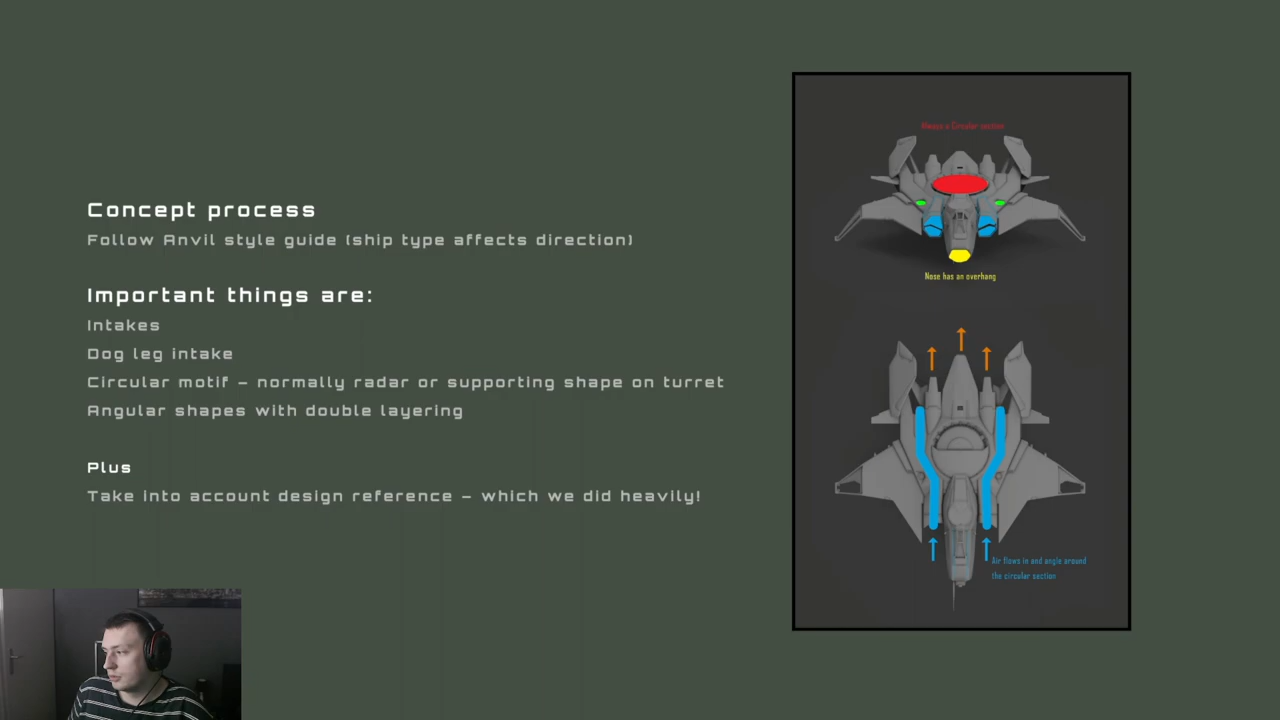 Concept process
Follow Anvil style guide (ship type affects direction)
Important things are:
Intakes
Dog leg intake
Circular motif – normally radar or supporting shape on turret
Angular shapes with double layering
Plus
Take into account design reference – which we did heavily!
Always a Circular section
Nose has an overhang
Air flows in and angle around
the circular section